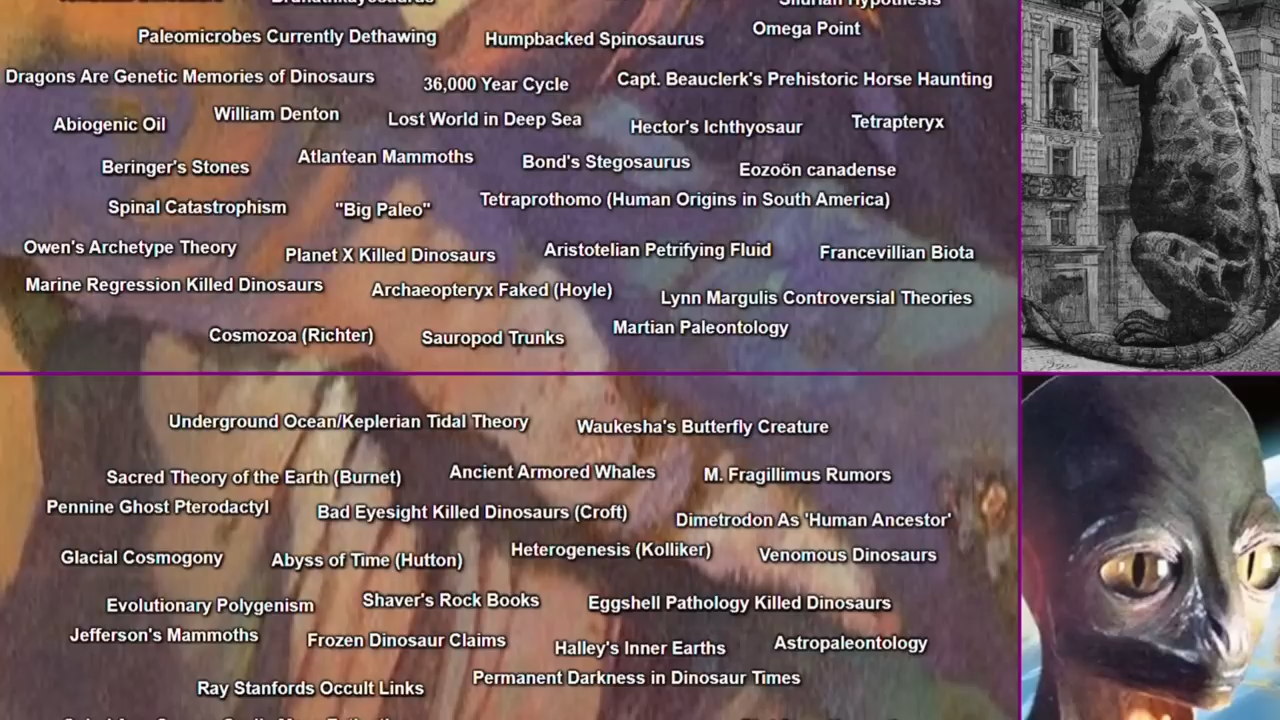 Brunatnkayosaurus
Silurian Hypothesis
Paleomicrobes Currently Dethawing
Humpbacked Spinosaurus
Omega Point
Dragons Are Genetic Memories of Dinosaurs
36,000 Year Cycle
Capt. Beauclerk's Prehistoric Horse Haunting
Abiogenic Oil
William Denton
Lost World in Deep Sea
Hector's Ichthyosaur
Tetrapteryx
Beringer's Stones
Atlantean Mammoths
Bond's Stegosaurus
Eozoön canadense
Spinal Catastrophism
"Big Paleo"
Tetraprothomo (Human Origins in South America)
Owen's Archetype Theory
Planet X Killed Dinosaurs
Aristotelian Petrifying Fluid
Francevillian Biota
Marine Regression Killed Dinosaurs
Archaeopteryx Faked (Hoyle)
Lynn Margulis Controversial Theories
Cosmozoa (Richter)
Sauropod Trunks
Martian Paleontology
Underground Ocean/Keplerian Tidal Theory
Waukesha's Butterfly Creature
Sacred Theory of the Earth (Burnet)
Ancient Armored Whales
M. Fragillimus Rumors
Pennine Ghost Pterodactyl
Bad Eyesight Killed Dinosaurs (Croft)
Dimetrodon As 'Human Ancestor'
Glacial Cosmogony
Abyss of Time (Hutton)
Heterogenesis (Kolliker)
Venomous Dinosaurs
Evolutionary Polygenism
Shaver's Rock Books
Eggshell Pathology Killed Dinosaurs
Jefferson's Mammoths
Frozen Dinosaur Claims
Halley's Inner Earths
Astropaleontology
Ray Stanfords Occult Links
Permanent Darkness in Dinosaur Times